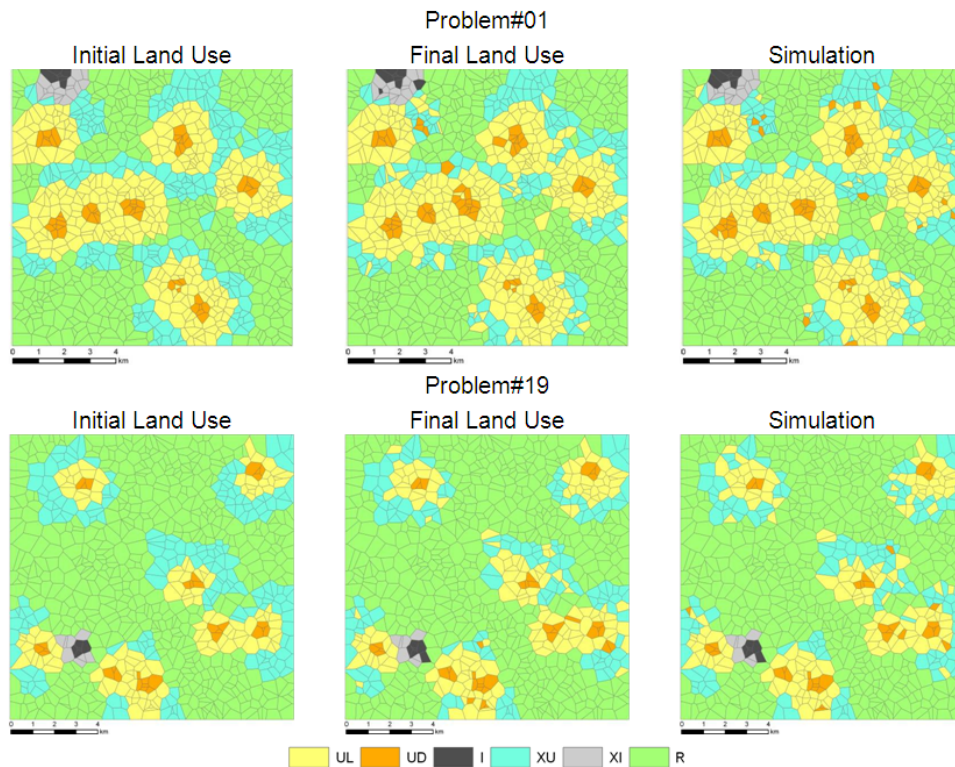 Problem#01
Initial Land Use Final Land Use Simulation
0 1 2 3 4 0 1 2 3 4 0 1 2 3 4
km km km
Problem#19
Initial Land Use Final Land Use Simulation
0 1 2 3 4 0 1 2 3 4 0 1 2 3 4
km km km
UL UD I XU XI R